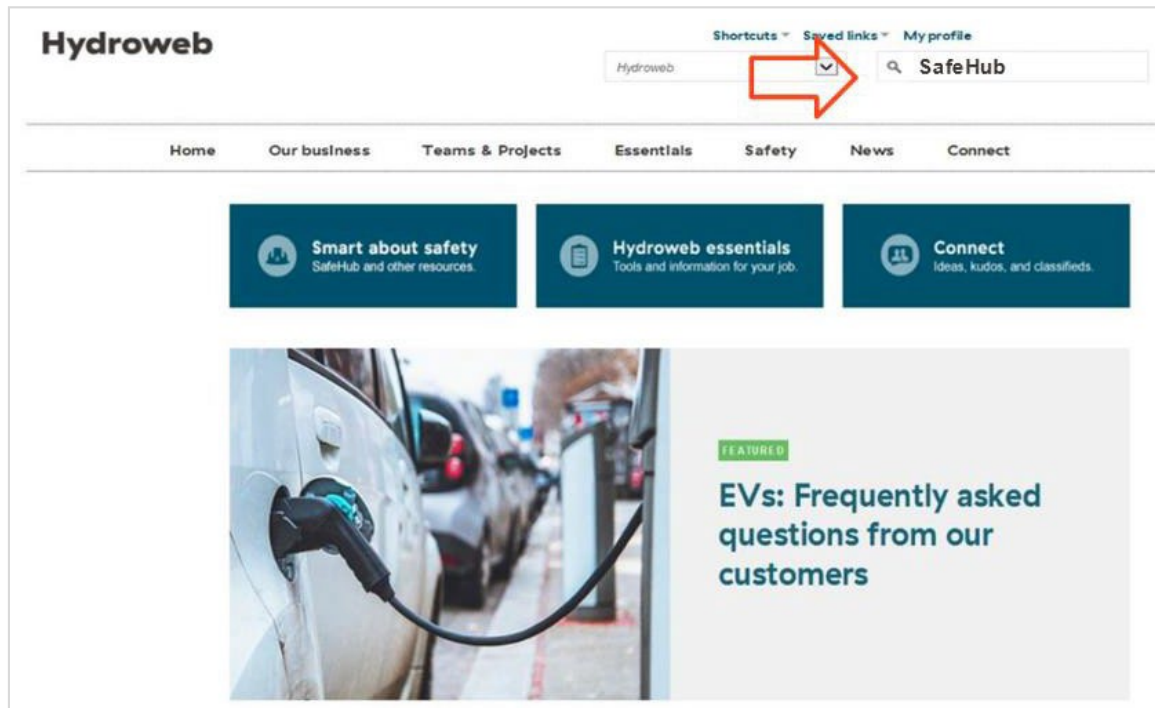 Hydroweb
Shortcuts Saved links My profile
Hydroweb
SafeHub
Home Our business Teams & Projects Essentials Safety News Connect
Smart about safety
SafeHub and other resources.
Hydroweb essentials
Tools and information for your job.
Connect
Ideas, kudos, and classifieds.
FEATURED
EVs: Frequently asked
questions from our
customers